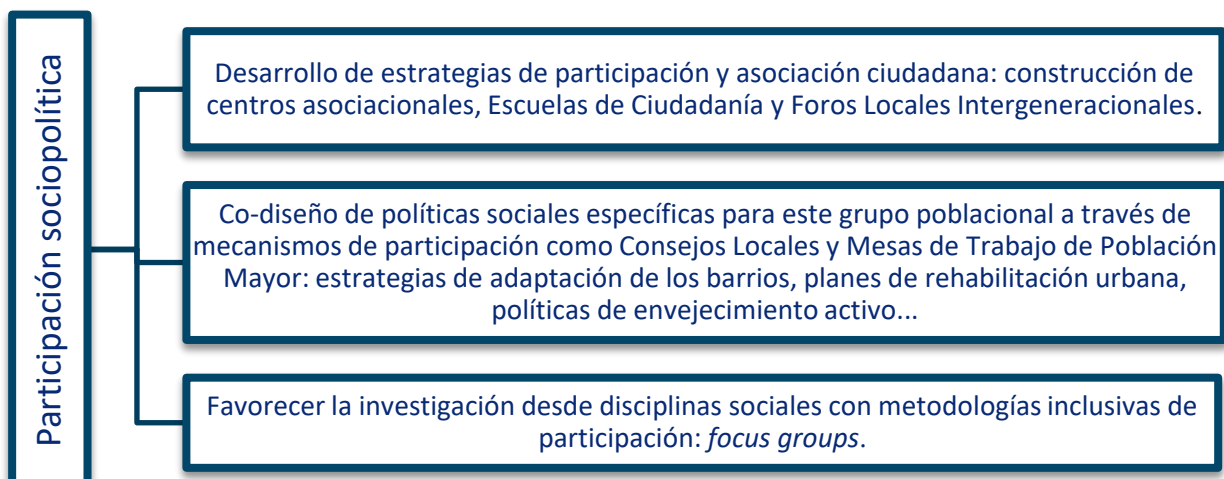 Participación sociopolítica
Desarrollo de estrategias de participación y asociación ciudadana: construcción de
centros asociacionales, Escuelas de Ciudadanía y Foros Locales Intergeneracionales.
Co-diseño de políticas sociales específicas para este grupo poblacional a través de
mecanismos de participación como Consejos Locales y Mesas de Trabajo de Población
Mayor: estrategias de adaptación de los barrios, planes de rehabilitación urbana,
políticas de envejecimiento activo...
Favorecer la investigación desde disciplinas sociales con metodologías inclusivas de
participación: focus groups.